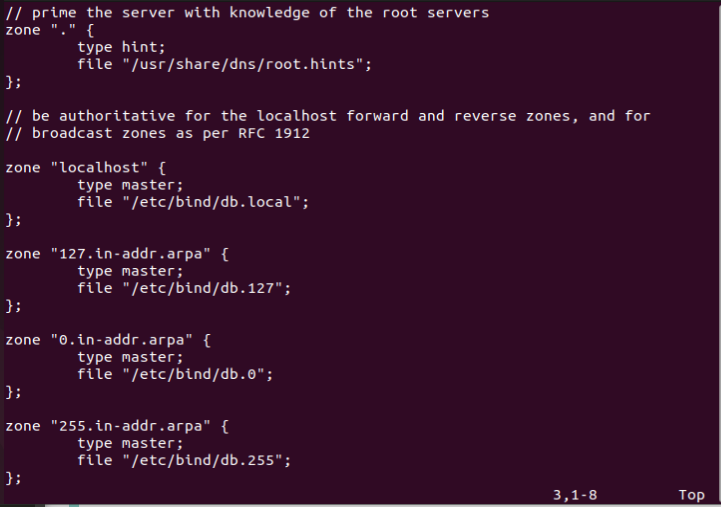 // prime the server with knowledge of the root servers
zone "." {
        type hint;
        file "/usr/share/dns/root.hints";
};

// be authoritative for the localhost forward and reverse zones, and for
// broadcast zones as per RFC 1912

zone "localhost" {
        type master;
        file "/etc/bind/db.local";
};

zone "127.in-addr.arpa" {
        type master;
        file "/etc/bind/db.127";
};

zone "0.in-addr.arpa" {
        type master;
        file "/etc/bind/db.0";
};

zone "255.in-addr.arpa" {
        type master;
        file "/etc/bind/db.255";
};
3,1-8 Top